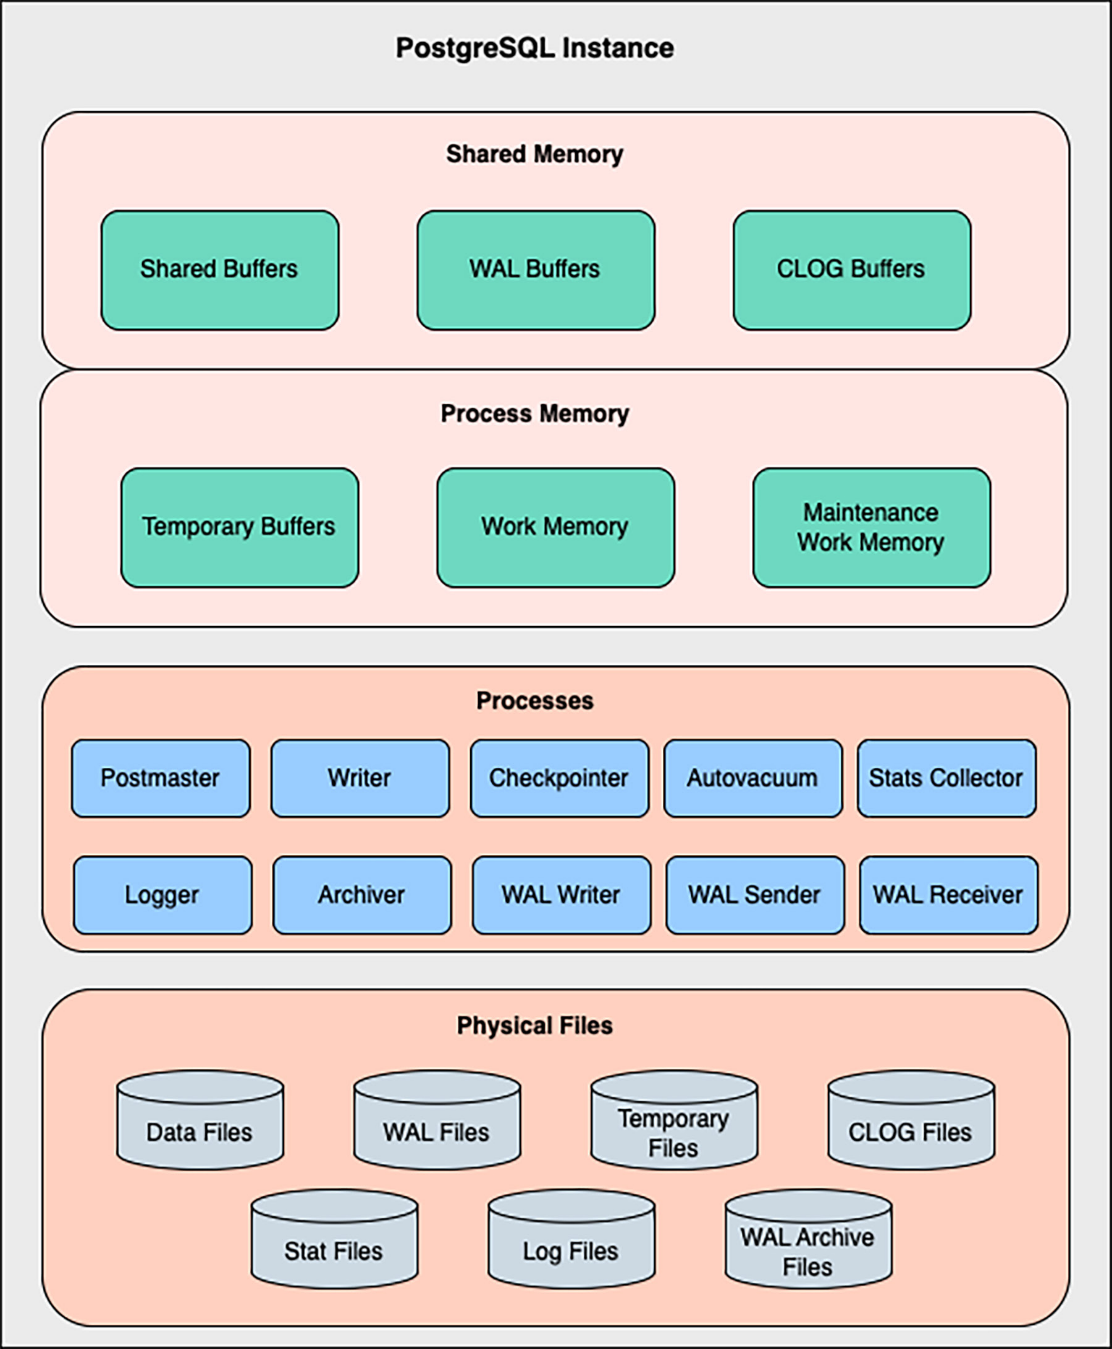 PostgreSQL Instance
Shared Memory
Shared Buffers
WAL Buffers
CLOG Buffers
Process Memory
Temporary Buffers
Work Memory
Maintenance
Work Memory
Processes
Postmaster
Writer
Checkpointer
Autovacuum
Stats Collector
Logger
Archiver
WAL Writer
WAL Sender
WAL Receiver
Physical Files
Data Files
WAL Files
Temporary
Files
CLOG Files
Stat Files
Log Files
WAL Archive
Files